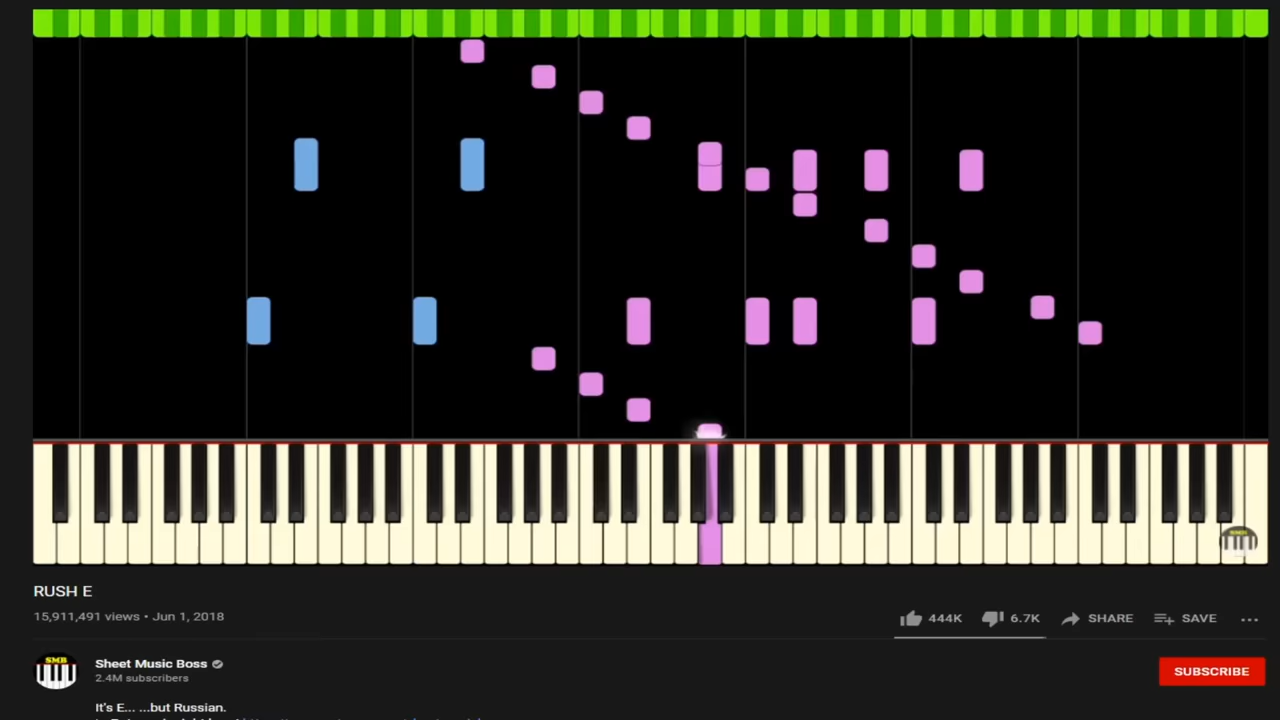 RUSH E
15,911,491 views • Jun 1, 2018
444K 6.7K SHARE SAVE
SMB
Sheet Music Boss
2.4M subscribers
SUBSCRIBE
It's E... ...but Russian.